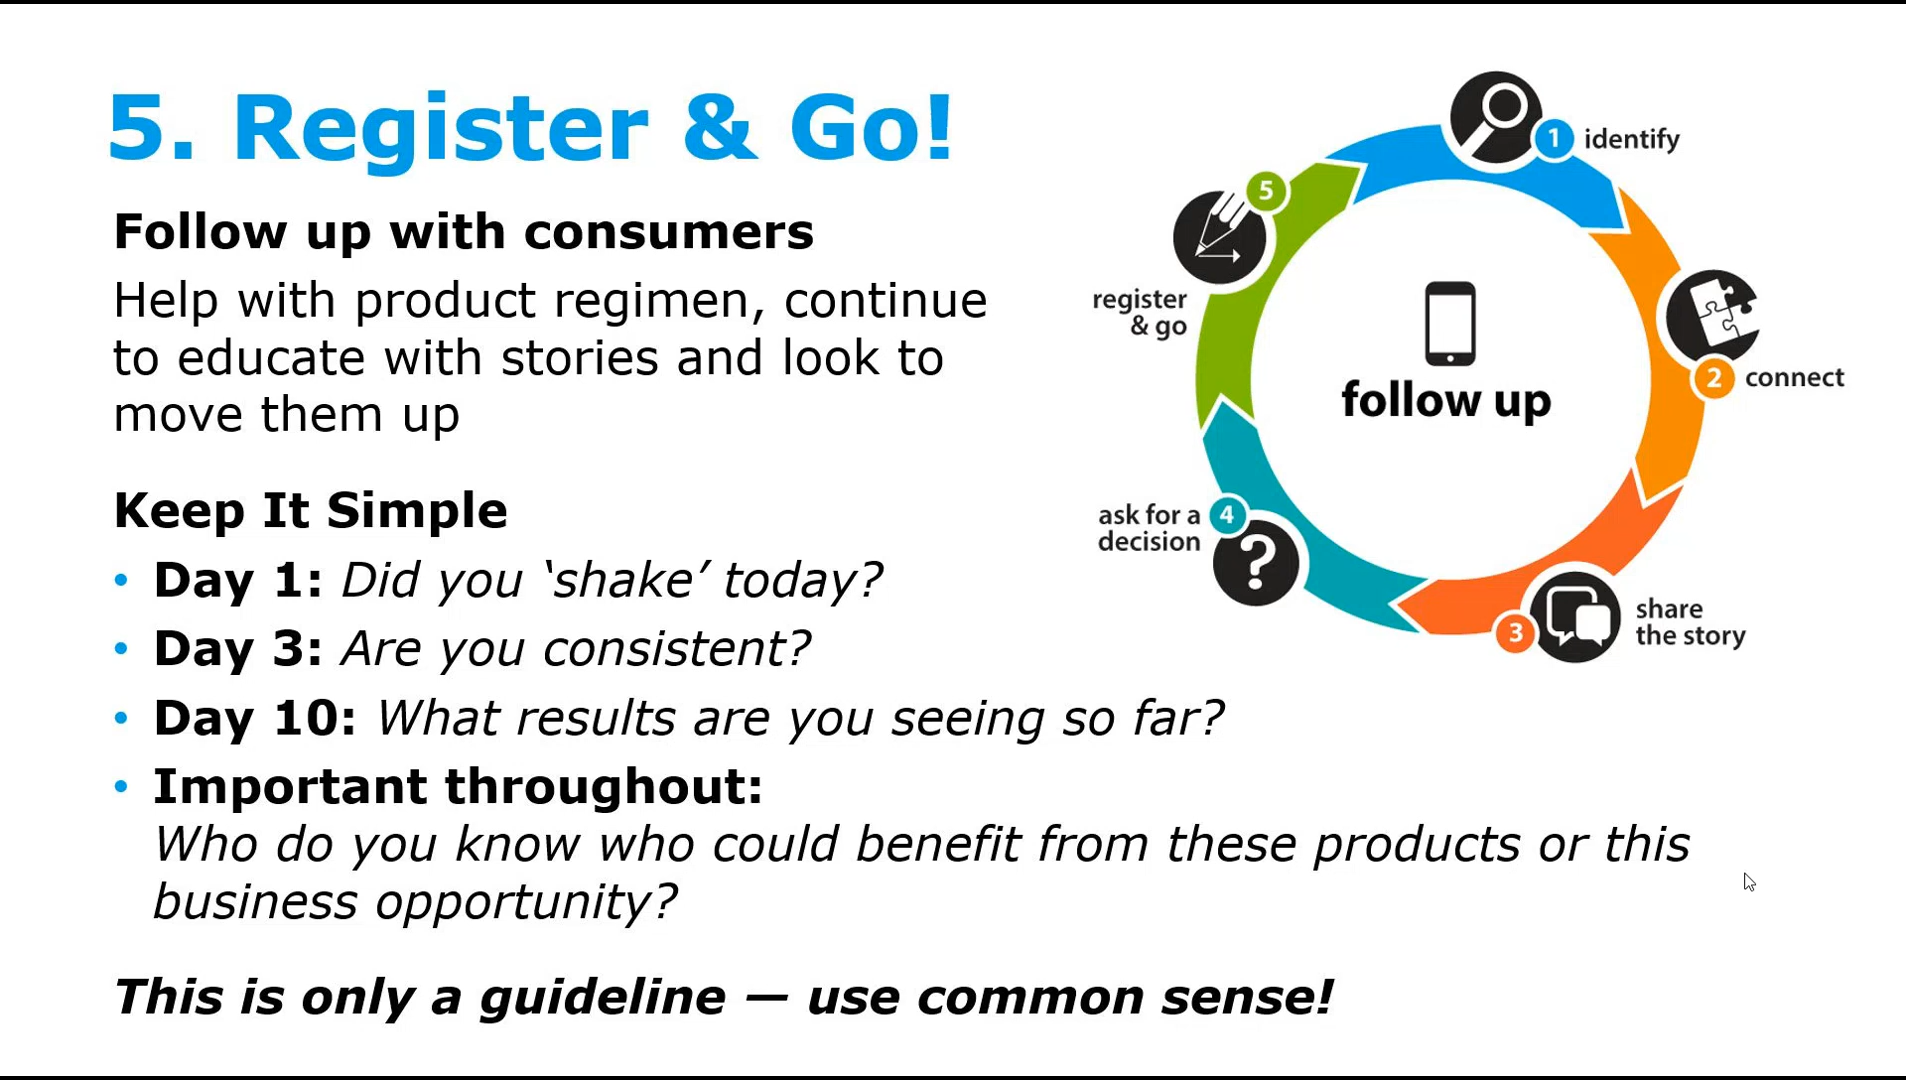 5. Register & Go!
Follow up with consumers
Help with product regimen, continue
to educate with stories and look to
move them up
Keep It Simple
• Day 1: Did you ‘shake’ today?
• Day 3: Are you consistent?
• Day 10: What results are you seeing so far?
• Important throughout:
Who do you know who could benefit from these products or this
business opportunity?
This is only a guideline — use common sense!
1 identify
2 connect
3 share
the story
4 ask for a
decision
5 register
& go
follow up